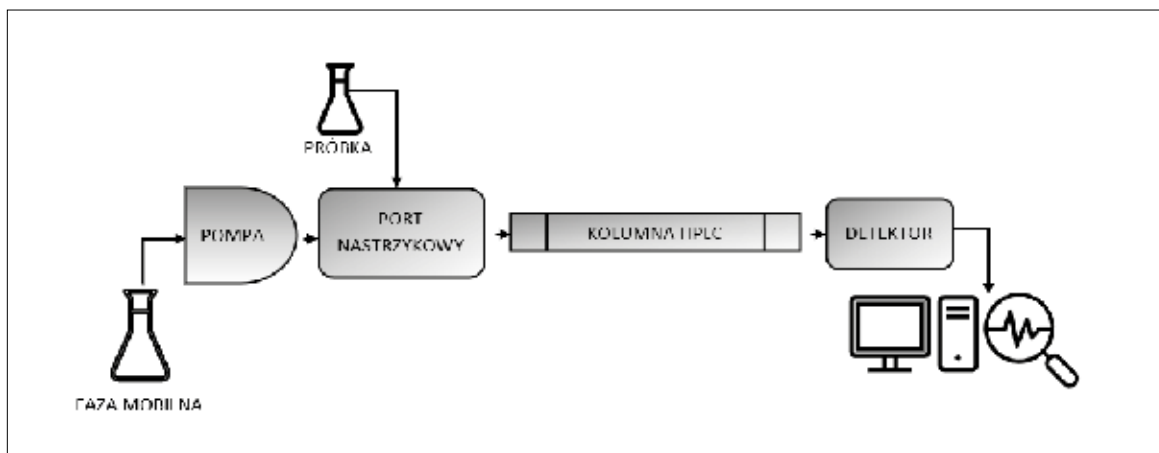 PRÓBKA
POMPA
PORT
NASTRZYKOWY
KOLUMNA HPLC
DETEKTOR
FAZA MOBILNA